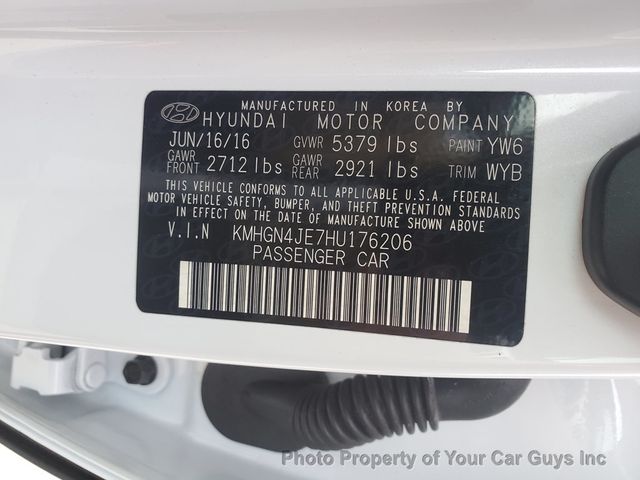 MANUFACTURED IN KOREA BY
HYUNDAI MOTOR COMPANY
JUN/16/16 GVWR 5379 lbs PAINT YW6
GAWR FRONT 2712 lbs GAWR REAR 2921 lbs TRIM WYB
THIS VEHICLE CONFORMS TO ALL APPLICABLE U.S.A. FEDERAL
MOTOR VEHICLE SAFETY, BUMPER, AND THEFT PREVENTION STANDARDS
IN EFFECT ON THE DATE OF MANUFACTURE SHOWN ABOVE
V.I.N KMHGN4JE7HU176206
PASSENGER CAR
Photo Property of Your Car Guys Inc